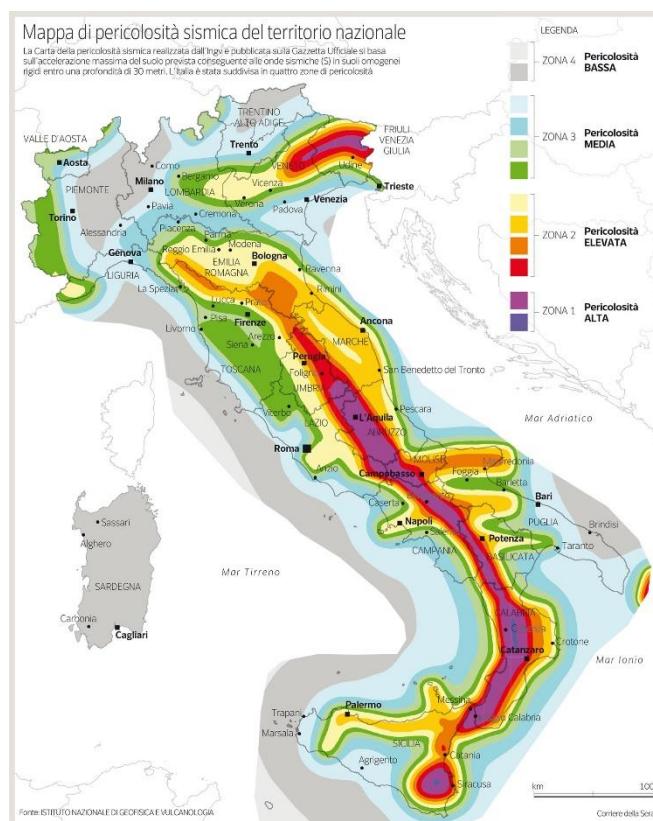 Mappa di pericolosità sismica del territorio nazionale
La Carta della pericolosità sismica realizzata dall'Ingv e pubblicata sulla Gazzetta Ufficiale si basa
sull'accelerazione massima del suolo prevista conseguente alle onde sismiche (S) in suoli omogenei
rigidi entro una profondità di 30 metri. L'Italia è stata suddivisa in quattro zone di pericolosità
LEGENDA
ZONA 4 Pericolosità
BASSA
ZONA 3 Pericolosità
MEDIA
ZONA 2 Pericolosità
ELEVATA
ZONA 1 Pericolosità
ALTA
TRENTINO
ALTO ADIGE
FRIULI
VENEZIA
GIULIA
VALLE D'AOSTA
Aosta
Trento
Como
Bergamo
VENETO
Udine
Milano
LOMBARDIA
Vicenza
Trieste
PIEMONTE
Verona
Venezia
Padova
Pavia
Cremona
Torino
Piacenza
Alessandria
Parma
Modena
Reggio Emilia
Genova
EMILIA
ROMAGNA
Bologna
LIGURIA
Ravenna
La Spezia
Rimini
Lucca
Prato
Pisa
Firenze
Ancona
Livorno
Arezzo
MARCHE
Siena
Perugia
TOSCANA
Foligno
San Benedetto del Tronto
UMBRIA
Viterbo
Pescara
LAZIO
L'Aquila
ABRUZZO
Mar Adriatico
Roma
MOLISE
Manfredonia
Anzio
Campobasso
Foggia
Barletta
Caserta
Bari
Napoli
PUGLIA
Brindisi
Potenza
CAMPANIA
BASILICATA
Taranto
Sassari
Alghero
SARDEGNA
Mar Tirreno
Carbonia
Cagliari
CALABRIA
Crotone
Catanzaro
Mar Ionio
Messina
Palermo
Reggio Calabria
Trapani
Marsala
SICILIA
Catania
Agrigento
Siracusa
km 100
Fonte: ISTITUTO NAZIONALE DI GEOFISICA E VULCANOLOGIA
Corriere della Sera